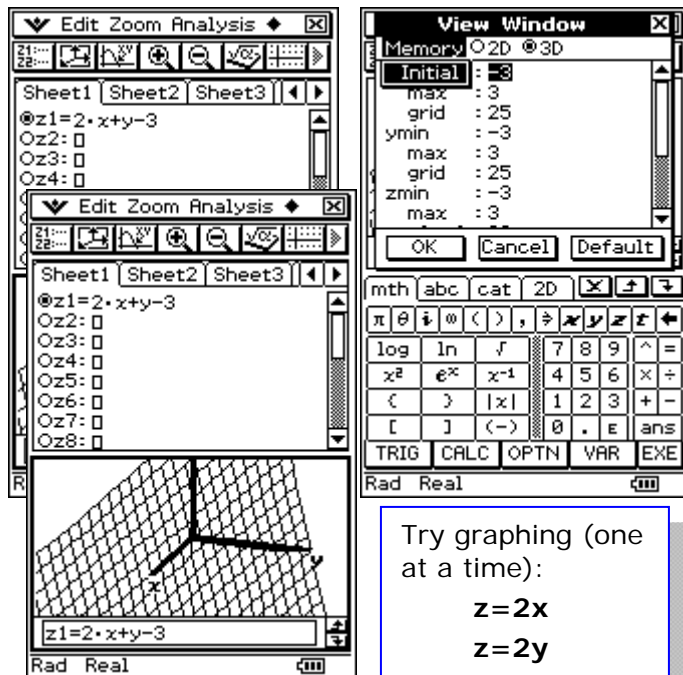 Edit Zoom Analysis ◆
Sheet1 Sheet2 Sheet3
z1=2·x+y−3
z2:▯
z3:▯
z4:▯
Edit Zoom Analysis ◆
Sheet1 Sheet2 Sheet3
z1=2·x+y−3
z2:▯
z3:▯
z4:▯
z5:▯
z6:▯
z7:▯
z8:▯
x
y
z1=2·x+y−3
Rad Real
View Window
Memory 2D 3D
Initial :−3
max :3
grid :25
ymin :−3
max :3
grid :25
zmin :−3
max :3
OK Cancel Default
mth abc cat 2D
π θ i ∞ ( ) , ⇒ x y z t ←
log ln √ 7 8 9 ^ =
x² eˣ x⁻¹ 4 5 6 × ÷
( ) |x| 1 2 3 + −
[ ] (−) 0 . E ans
TRIG CALC OPTN VAR EXE
Rad Real
Try graphing (one
at a time):
z=2x
z=2y